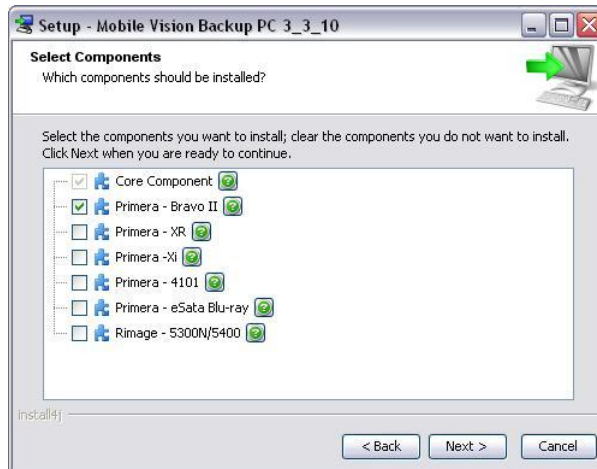 Setup - Mobile Vision Backup PC 3_3_10
Select Components
Which components should be installed?
Select the components you want to install; clear the components you do not want to install.
Click Next when you are ready to continue.
Core Component
Primera - Bravo II
Primera - XR
Primera -Xi
Primera - 4101
Primera - eSata Blu-ray
Rimage - 5300N/5400
install4j
< Back Next > Cancel